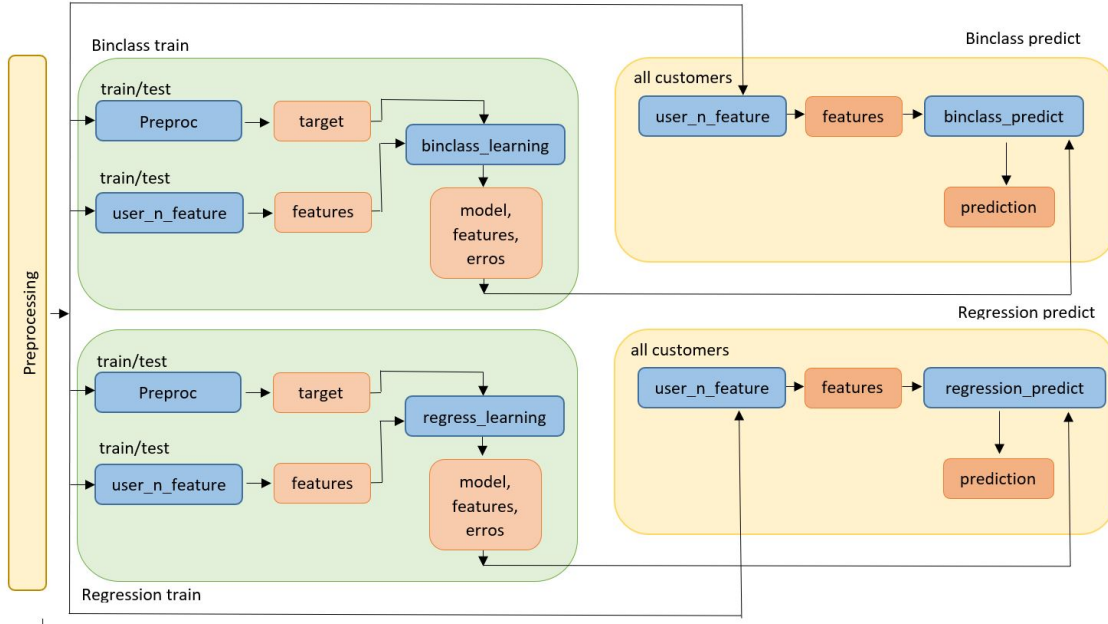 Preprocessing
Binclass train
train/test
Preproc
target
binclass_learning
train/test
user_n_feature
features
model,
features,
erros
Binclass predict
all customers
user_n_feature
features
binclass_predict
prediction
train/test
Preproc
target
regress_learning
train/test
user_n_feature
features
model,
features,
erros
Regression train
Regression predict
all customers
user_n_feature
features
regression_predict
prediction